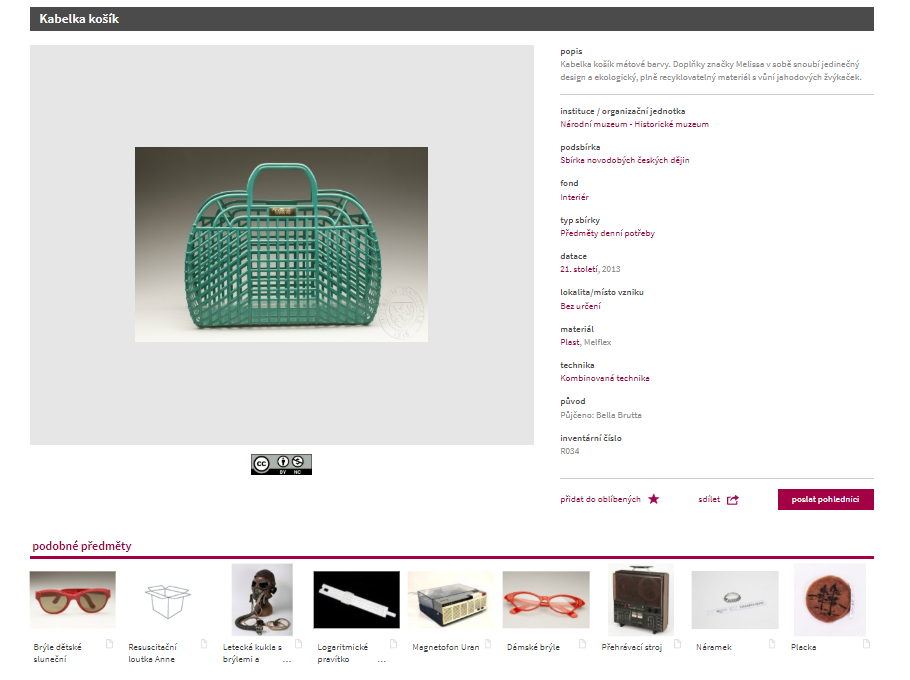 Kabelka košík
popis
Kabelka košík mátové barvy. Doplňky značky Melissa v sobě snoubí jedinečný
design a ekologický, plně recyklovatelný materiál s vůní jahodových žvýkaček.
instituce / organizační jednotka
Národní muzeum - Historické muzeum
podsbírka
Sbírka novodobých českých dějin
fond
Interiér
typ sbírky
Předměty denní potřeby
datace
21. století, 2013
lokalita/místo vzniku
Bez určení
materiál
Plast, Melflex
technika
Kombinovaná technika
původ
Půjčeno: Bella Brutta
inventární číslo
R034
cc BY NC
přidat do oblíbených sdílet poslat pohlednici
podobné předměty
Brýle dětské
sluneční
Resuscitační
loutka Anne
Letecká kukla s
brýlemi a ...
Logaritmické
pravítko ...
Magnetofon Uran
Dámské brýle
Přehrávací stroj
Náramek
Placka